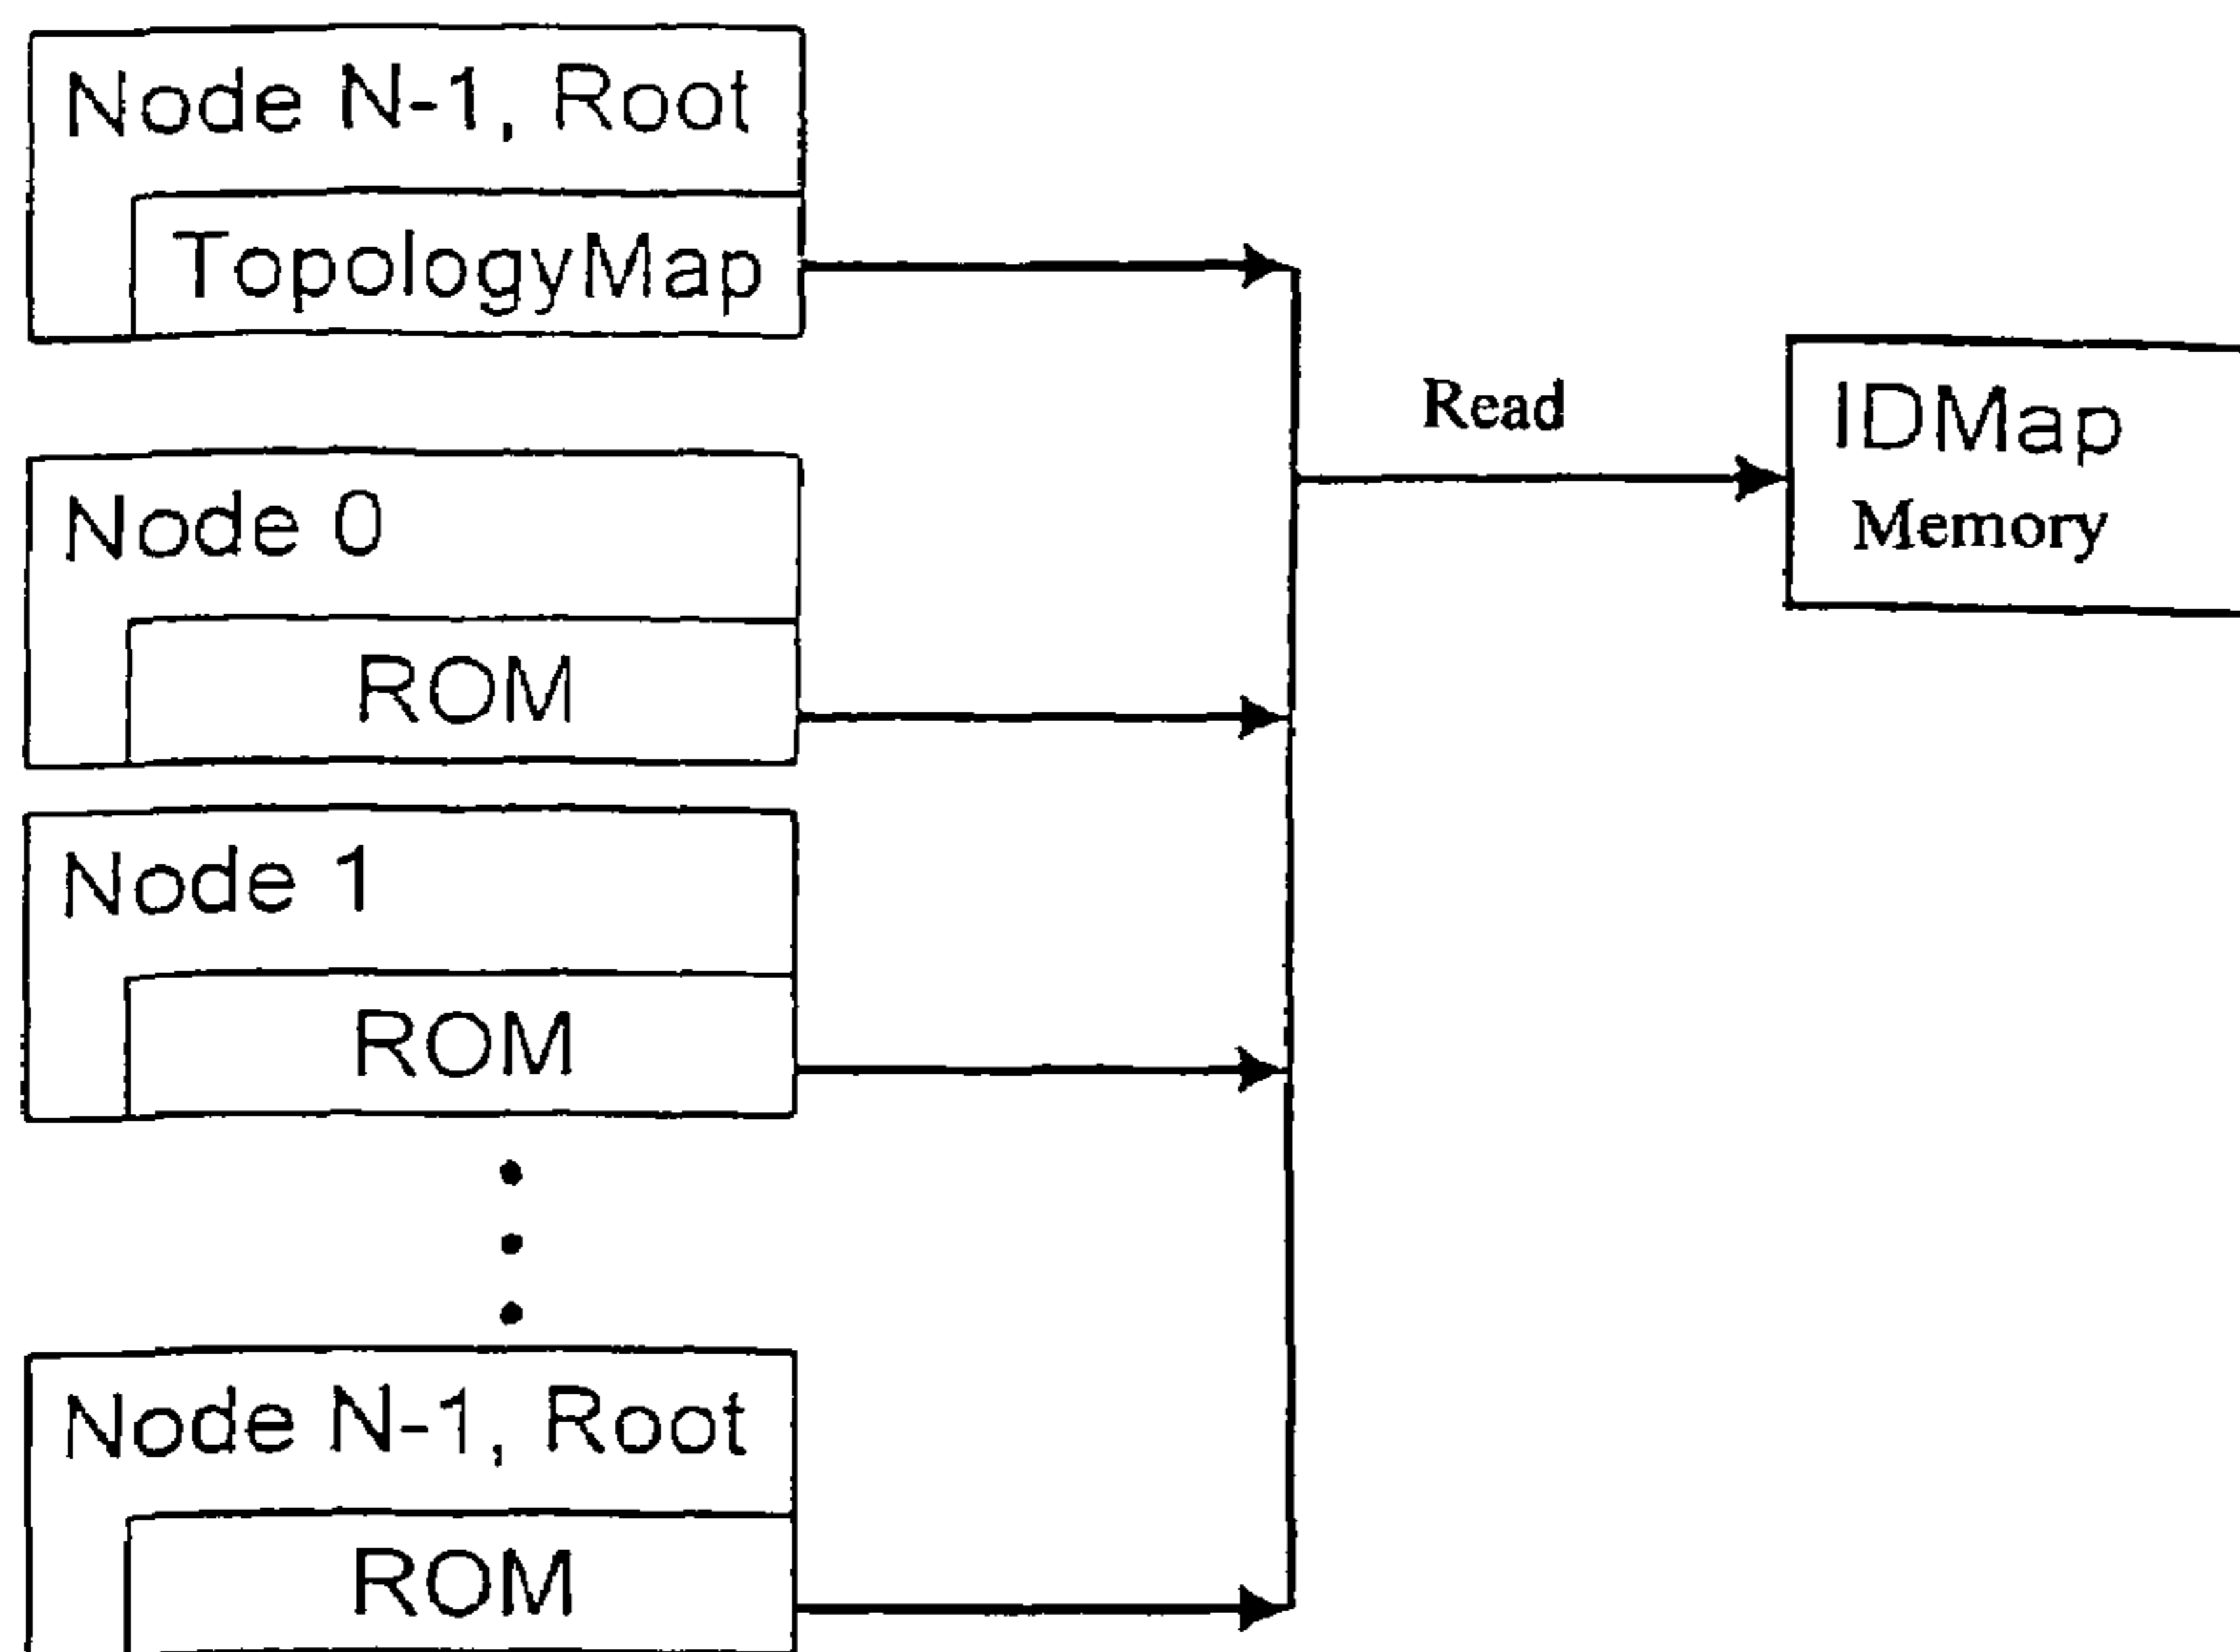 Node N-1, Root
TopologyMap
Read
IDMap
Memory
Node 0
ROM
Node 1
ROM
Node N-1, Root
ROM